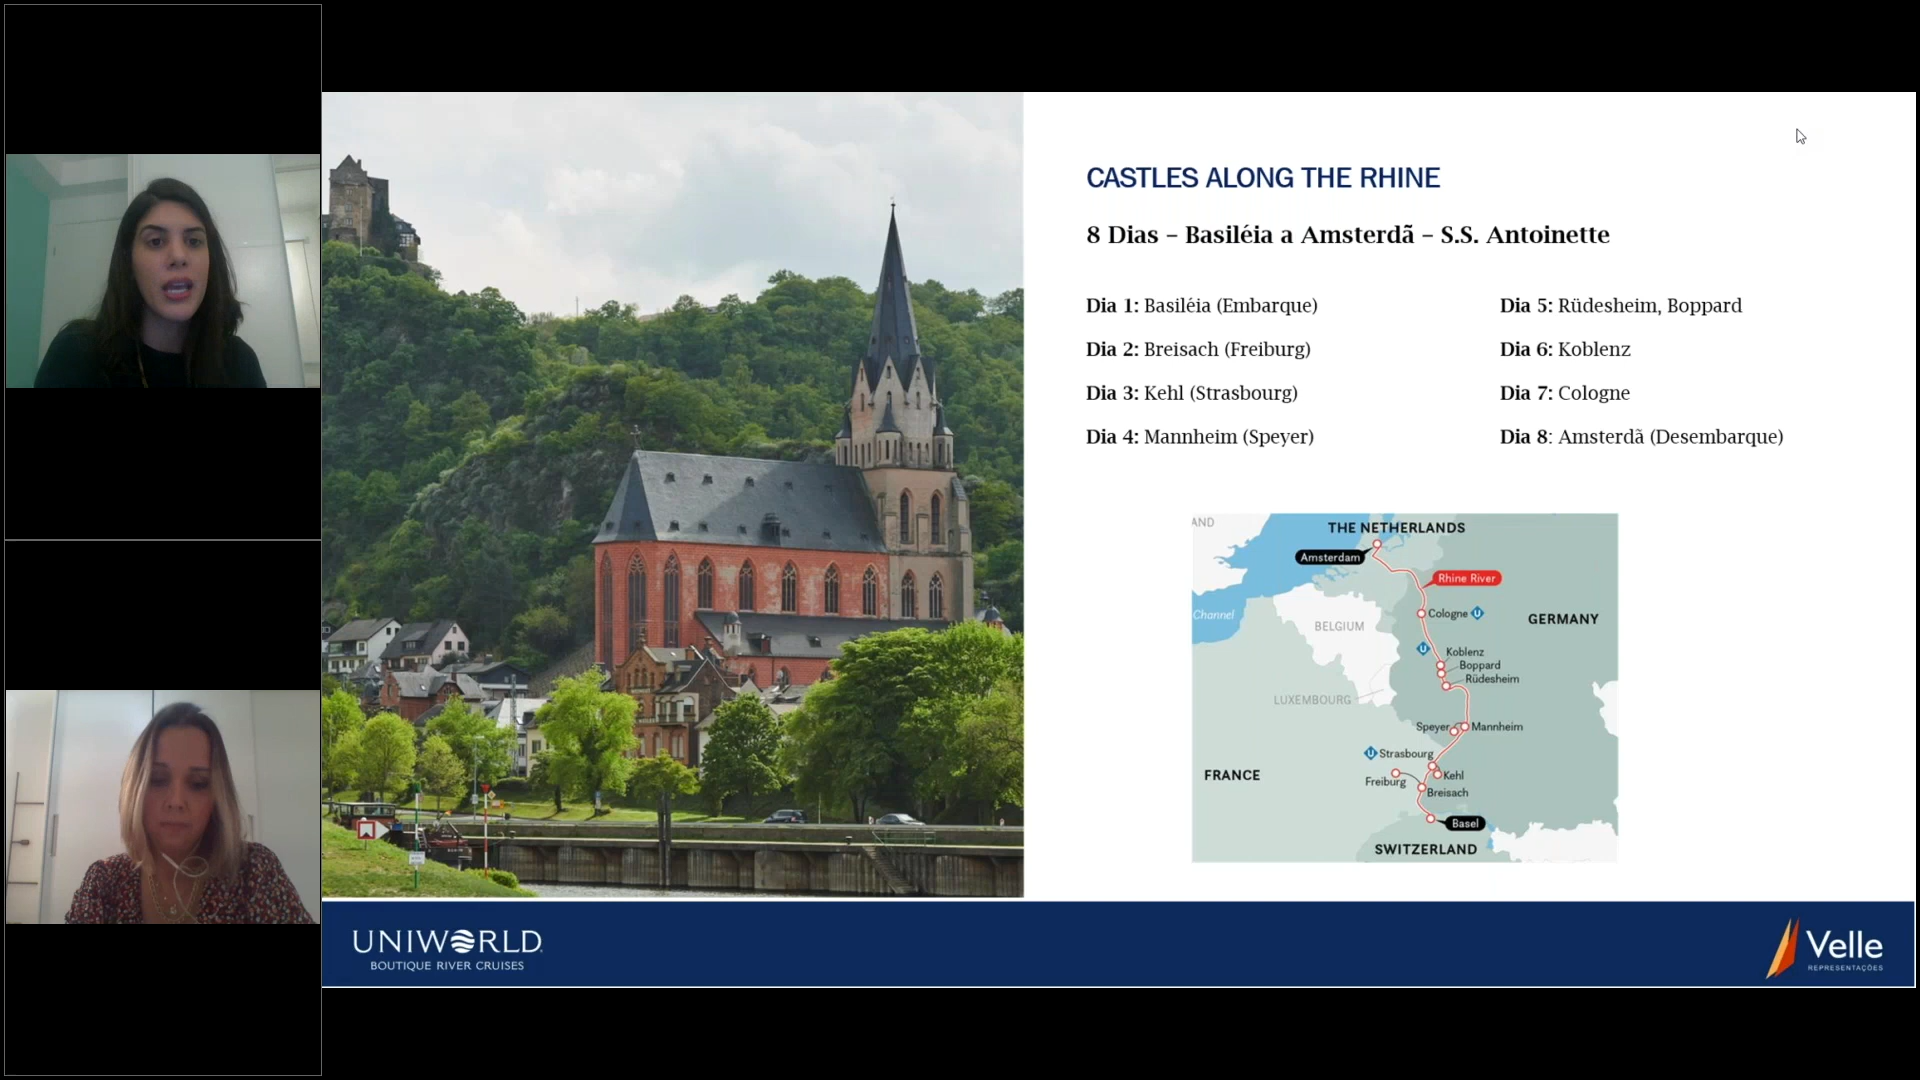 CASTLES ALONG THE RHINE
8 Dias – Basiléia a Amsterdã – S.S. Antoinette
Dia 1: Basiléia (Embarque)
Dia 2: Breisach (Freiburg)
Dia 3: Kehl (Strasbourg)
Dia 4: Mannheim (Speyer)
Dia 5: Rüdesheim, Boppard
Dia 6: Koblenz
Dia 7: Cologne
Dia 8: Amsterdã (Desembarque)
AND
THE NETHERLANDS
Amsterdam
Rhine River
Channel
Cologne U
GERMANY
BELGIUM
U
Koblenz
Boppard
Rüdesheim
LUXEMBOURG
Speyer
Mannheim
U Strasbourg
FRANCE
Kehl
Freiburg
Breisach
Basel
SWITZERLAND
UNIWORLD
BOUTIQUE RIVER CRUISES
Velle
REPRESENTAÇÕES